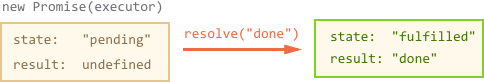 new Promise(executor)
state: "pending"
result: undefined
resolve("done")
state: "fulfilled"
result: "done"